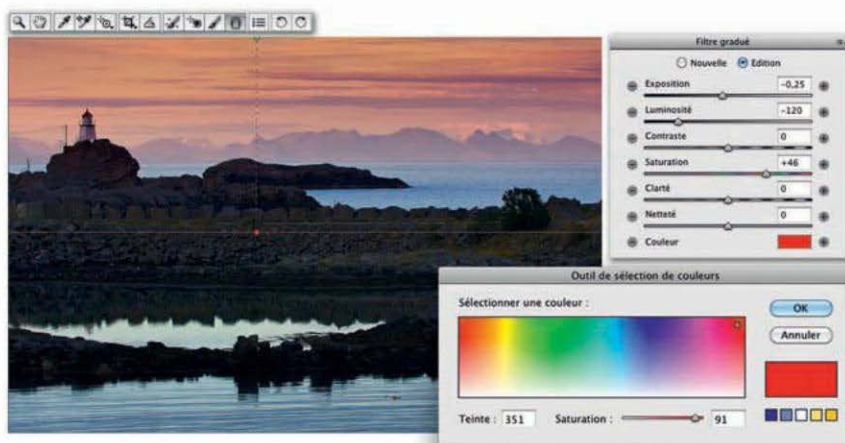 Filtre gradué
Nouvelle Edition
Exposition -0,25
Luminosité -120
Contraste 0
Saturation +46
Clarté 0
Netteté 0
Couleur
Outil de sélection de couleurs
Sélectionner une couleur :
OK
Annuler
Teinte : 351 Saturation : 91